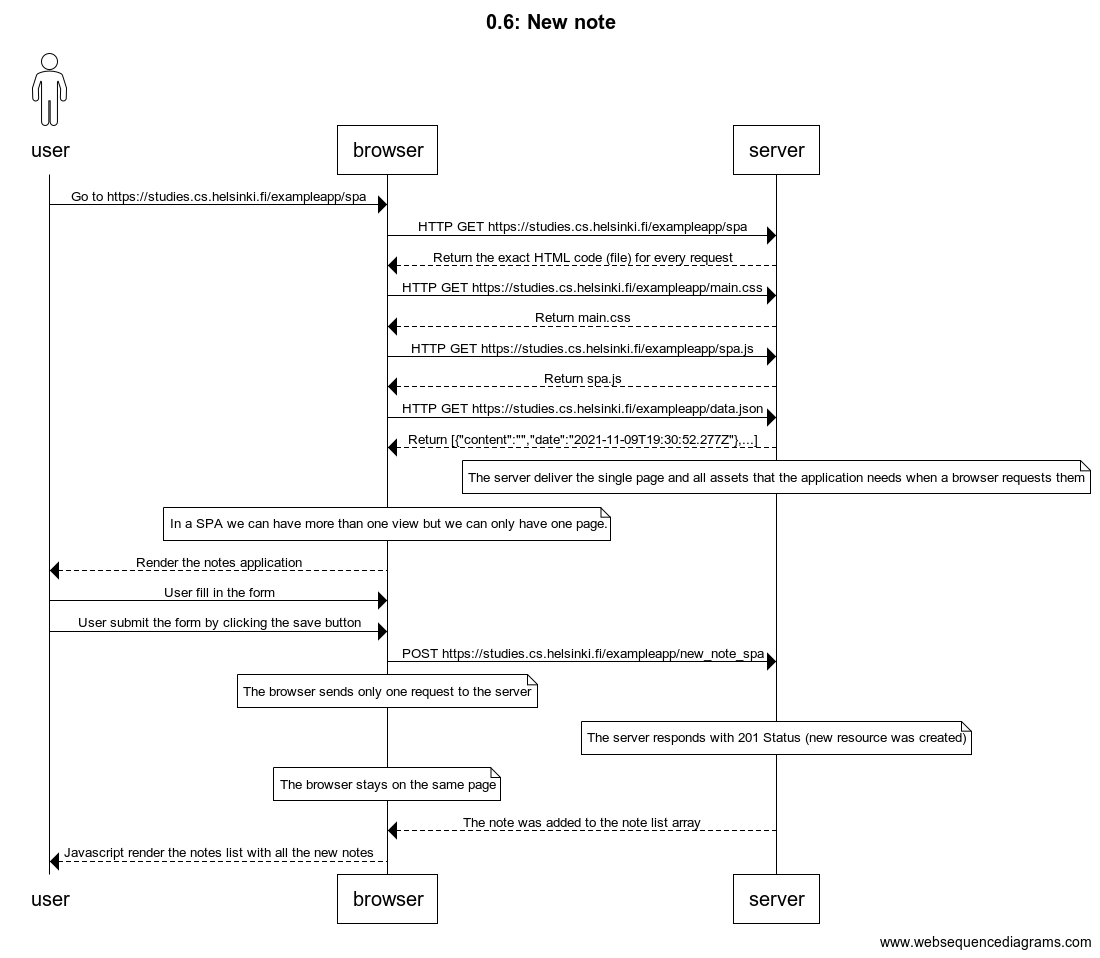 0.6: New note
user
browser
server
Go to https://studies.cs.helsinki.fi/exampleapp/spa
HTTP GET https://studies.cs.helsinki.fi/exampleapp/spa
Return the exact HTML code (file) for every request
HTTP GET https://studies.cs.helsinki.fi/exampleapp/main.css
Return main.css
HTTP GET https://studies.cs.helsinki.fi/exampleapp/spa.js
Return spa.js
HTTP GET https://studies.cs.helsinki.fi/exampleapp/data.json
Return [{"content":"","date":"2021-11-09T19:30:52.277Z"},...]
The server deliver the single page and all assets that the application needs when a browser requests them
In a SPA we can have more than one view but we can only have one page.
Render the notes application
User fill in the form
User submit the form by clicking the save button
POST https://studies.cs.helsinki.fi/exampleapp/new_note_spa
The browser sends only one request to the server
The server responds with 201 Status (new resource was created)
The browser stays on the same page
The note was added to the note list array
Javascript render the notes list with all the new notes
user
browser
server
www.websequencediagrams.com